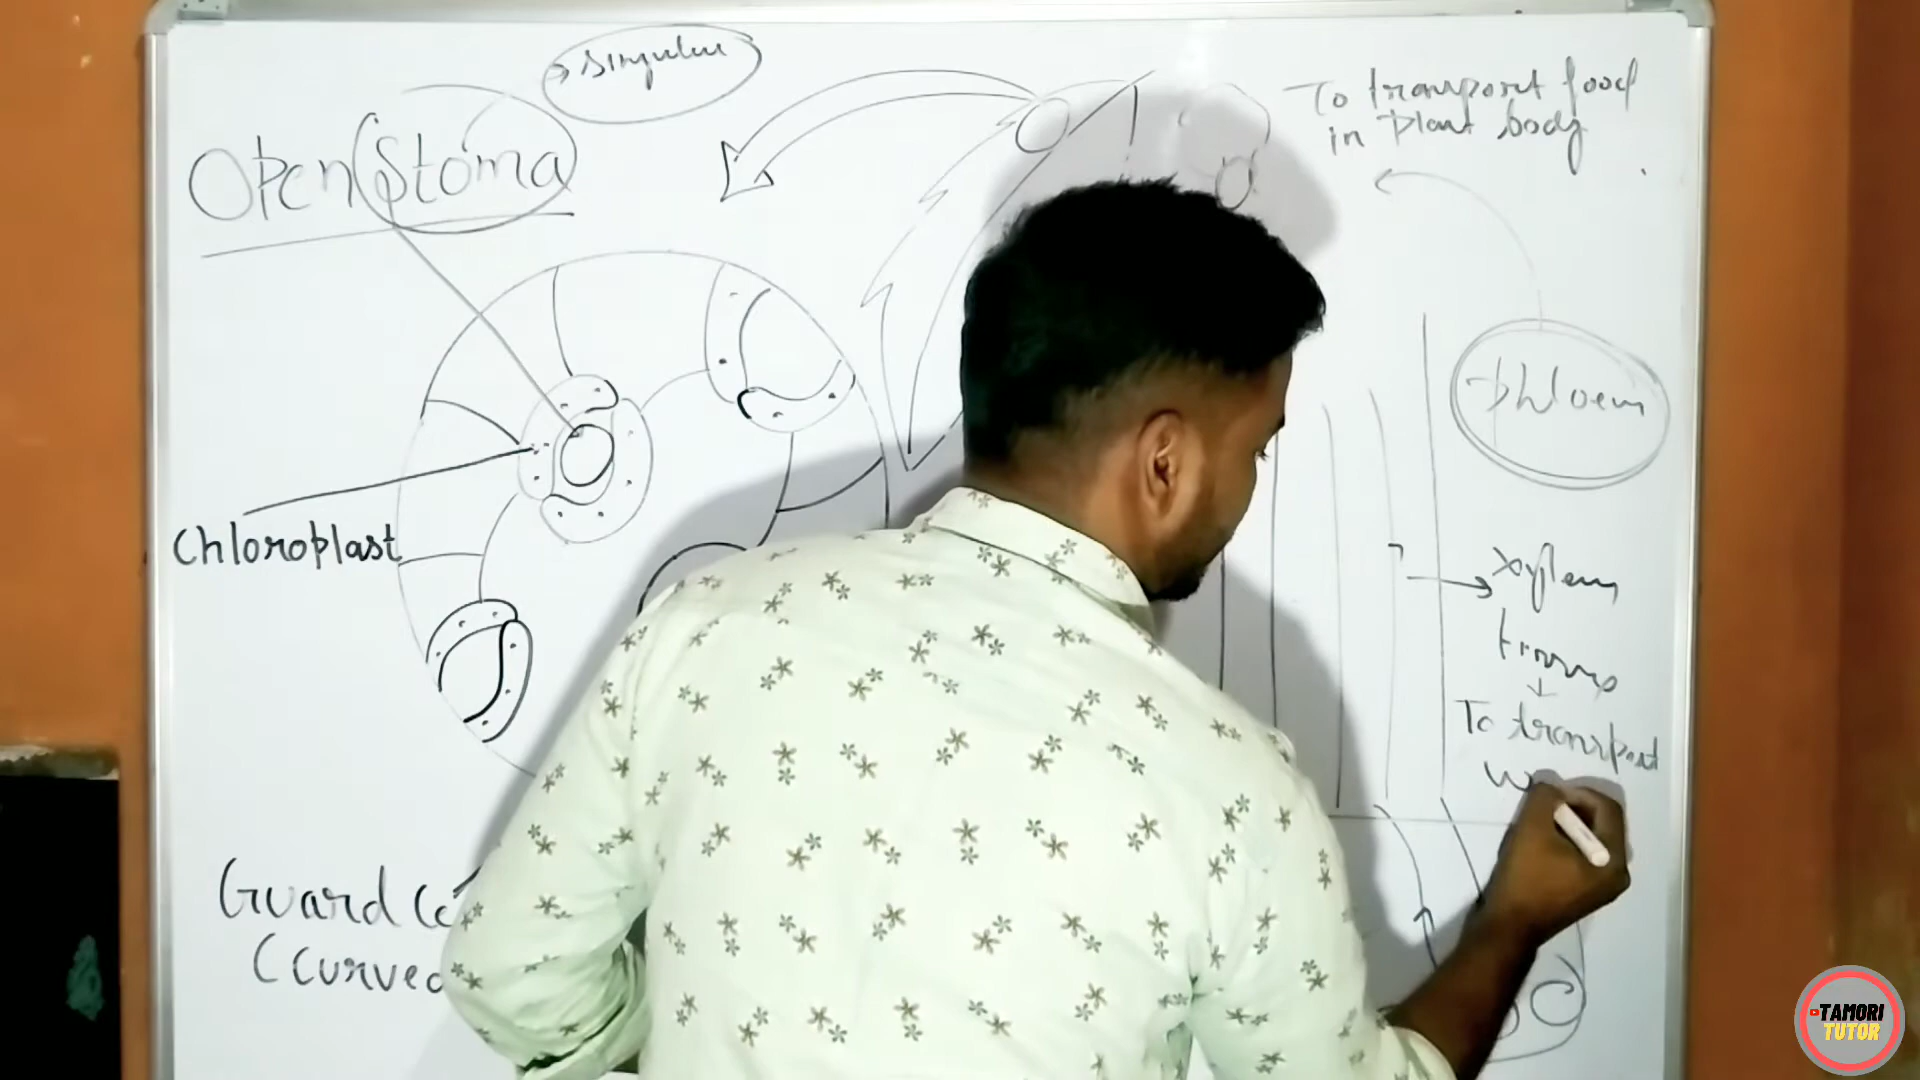 → singular
Open Stoma
To transport food
in plant body
phloem
Chloroplast
xylem
To transport
Guard
(Curved
TAMORI
TUTOR